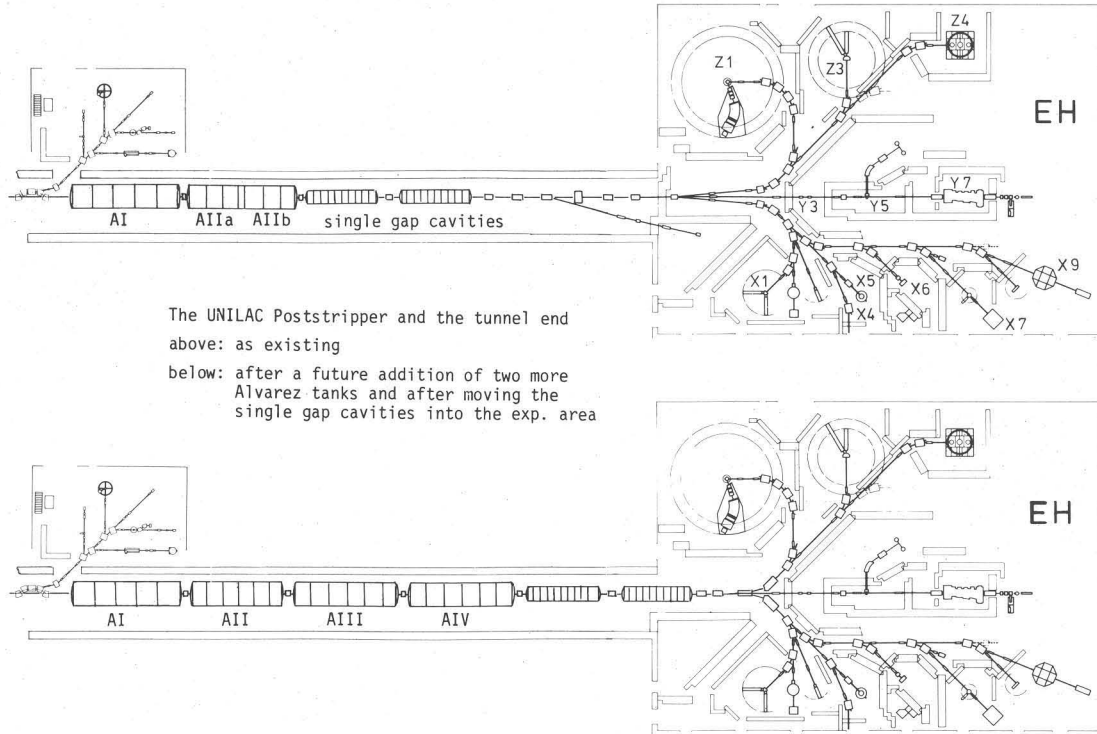 Z4
Z1
Z3
EH
AI
AIIa
AIIb
single gap cavities
Y3
Y5
Y7
X1
X5
X4
X6
X7
X9
The UNILAC Poststripper and the tunnel end
above: as existing
below: after a future addition of two more
Alvarez tanks and after moving the
single gap cavities into the exp. area
EH
AI
AII
AIII
AIV